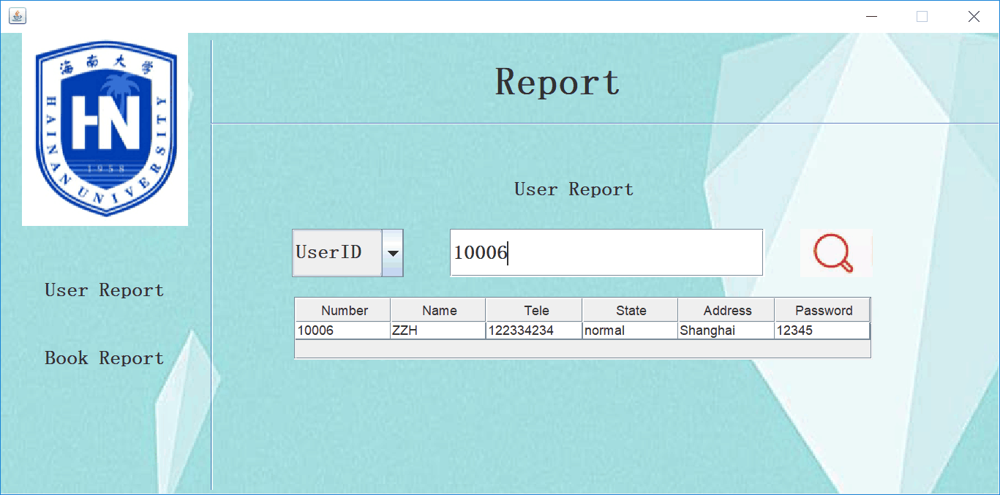 海南大学
HAINAN UNIVERSITY
HN
1958
Report
User Report
UserID
10006
User Report
Book Report
Number Name Tele State Address Password
10006 ZZH 122334234 normal Shanghai 12345